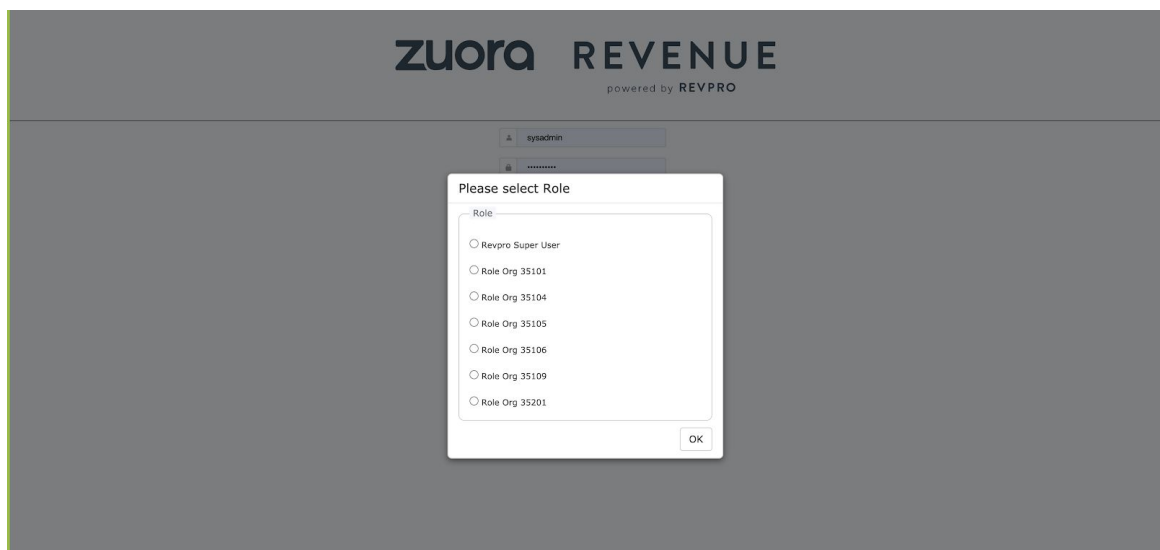 zuora REVENUE
powered by REVPRO
sysadmin
••••••••••
Please select Role
Role
Revpro Super User
Role Org 35101
Role Org 35104
Role Org 35105
Role Org 35106
Role Org 35109
Role Org 35201
OK